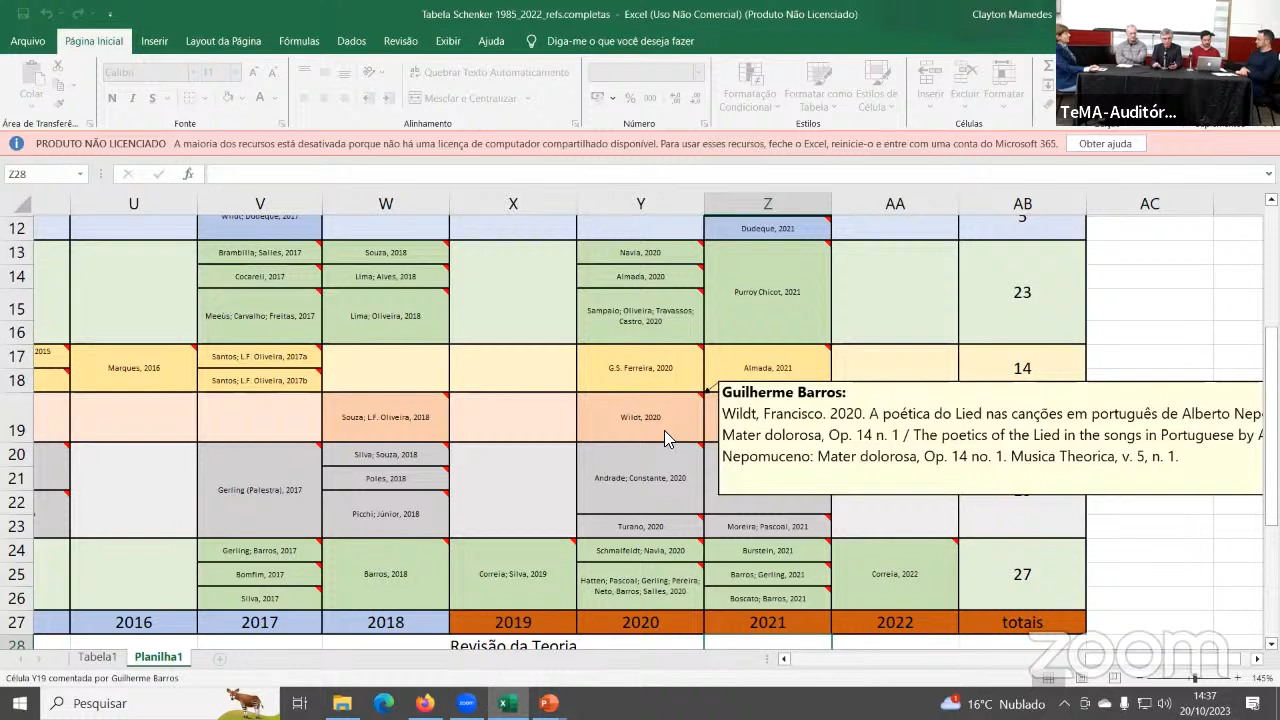 Tabela Schenker 1985_2022_refs.completas - Excel (Uso Não Comercial) (Produto Não Licenciado)
Clayton Mamedes
Arquivo Página Inicial Inserir Layout da Página Fórmulas Dados Revisão Exibir Ajuda Diga-me o que você deseja fazer
Colar
Calibri 11
Quebrar Texto Automaticamente
Mesclar e Centralizar
% 000
Formatação Condicional
Formatar como Tabela
Estilos de Célula
Inserir Excluir Formatar
Área de Transferê... Fonte Alinhamento Número Estilos Células
TeMA-Auditór...
PRODUTO NÃO LICENCIADO A maioria dos recursos está desativada porque não há uma licença de computador compartilhado disponível. Para usar esses recursos, feche o Excel, reinicie-o e entre com uma conta do Microsoft 365. Obter ajuda
Z28 fx
U V W X Y Z AA AB AC
12 Wildt; Dudeque, 2017 Dudeque, 2021 5
13 Brambilla; Salles, 2017 Souza, 2018 Navia, 2020
14 Cocareli, 2017 Lima; Alves, 2018 Almada, 2020 Purroy Chicot, 2021 23
15 Meeùs; Carvalho; Freitas, 2017 Lima; Oliveira, 2018 Sampaio; Oliveira; Travassos; Castro, 2020
16
17 2015 Marques, 2016 Santos; L.F. Oliveira, 2017a G.S. Ferreira, 2020 Almada, 2021 14
18 Santos; L.F. Oliveira, 2017b
19 Souza; L.F. Oliveira, 2018 Wildt, 2020
Guilherme Barros:
Wildt, Francisco. 2020. A poética do Lied nas canções em português de Alberto Nep
Mater dolorosa, Op. 14 n. 1 / The poetics of the Lied in the songs in Portuguese by A
Nepomuceno: Mater dolorosa, Op. 14 no. 1. Musica Theorica, v. 5, n. 1.
20 Silva; Souza, 2018
21 Gerling (Palestra), 2017 Poles, 2018 Andrade; Constante, 2020
22 Picchi; Júnior, 2018
23 Turano, 2020 Moreira; Pascoal, 2021
24 Gerling; Barros, 2017 Schmalfeldt; Navia, 2020 Burstein, 2021
25 Bomfim, 2017 Barros, 2018 Correia; Silva, 2019 Hatten; Pascoal; Gerling; Pereira; Neto; Barros; Salles, 2020 Barros; Gerling, 2021 Correia, 2022 27
26 Silva, 2017 Boscato; Barros, 2021
27 2016 2017 2018 2019 2020 2021 2022 totais
28 Revisão da Teoria
zoom
Tabela1 Planilha1
Célula Y19 comentada por Guilherme Barros
145%
Pesquisar
zoom
16°C Nublado
14:37
20/10/2023